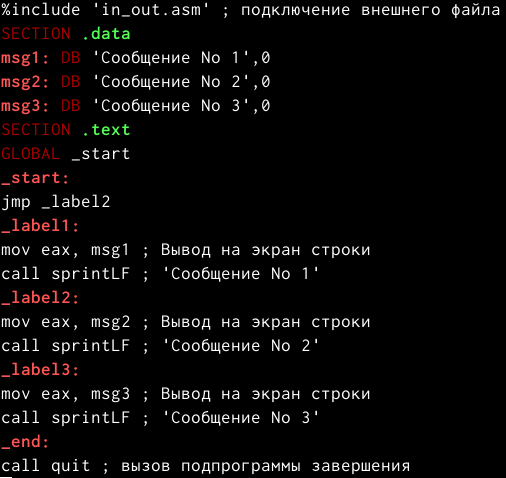 %include 'in_out.asm' ; подключение внешнего файла
SECTION .data
msg1: DB 'Сообщение No 1',0
msg2: DB 'Сообщение No 2',0
msg3: DB 'Сообщение No 3',0
SECTION .text
GLOBAL _start
_start:
jmp _label2
_label1:
mov eax, msg1 ; Вывод на экран строки
call sprintLF ; 'Сообщение No 1'
_label2:
mov eax, msg2 ; Вывод на экран строки
call sprintLF ; 'Сообщение No 2'
_label3:
mov eax, msg3 ; Вывод на экран строки
call sprintLF ; 'Сообщение No 3'
_end:
call quit ; вызов подпрограммы завершения